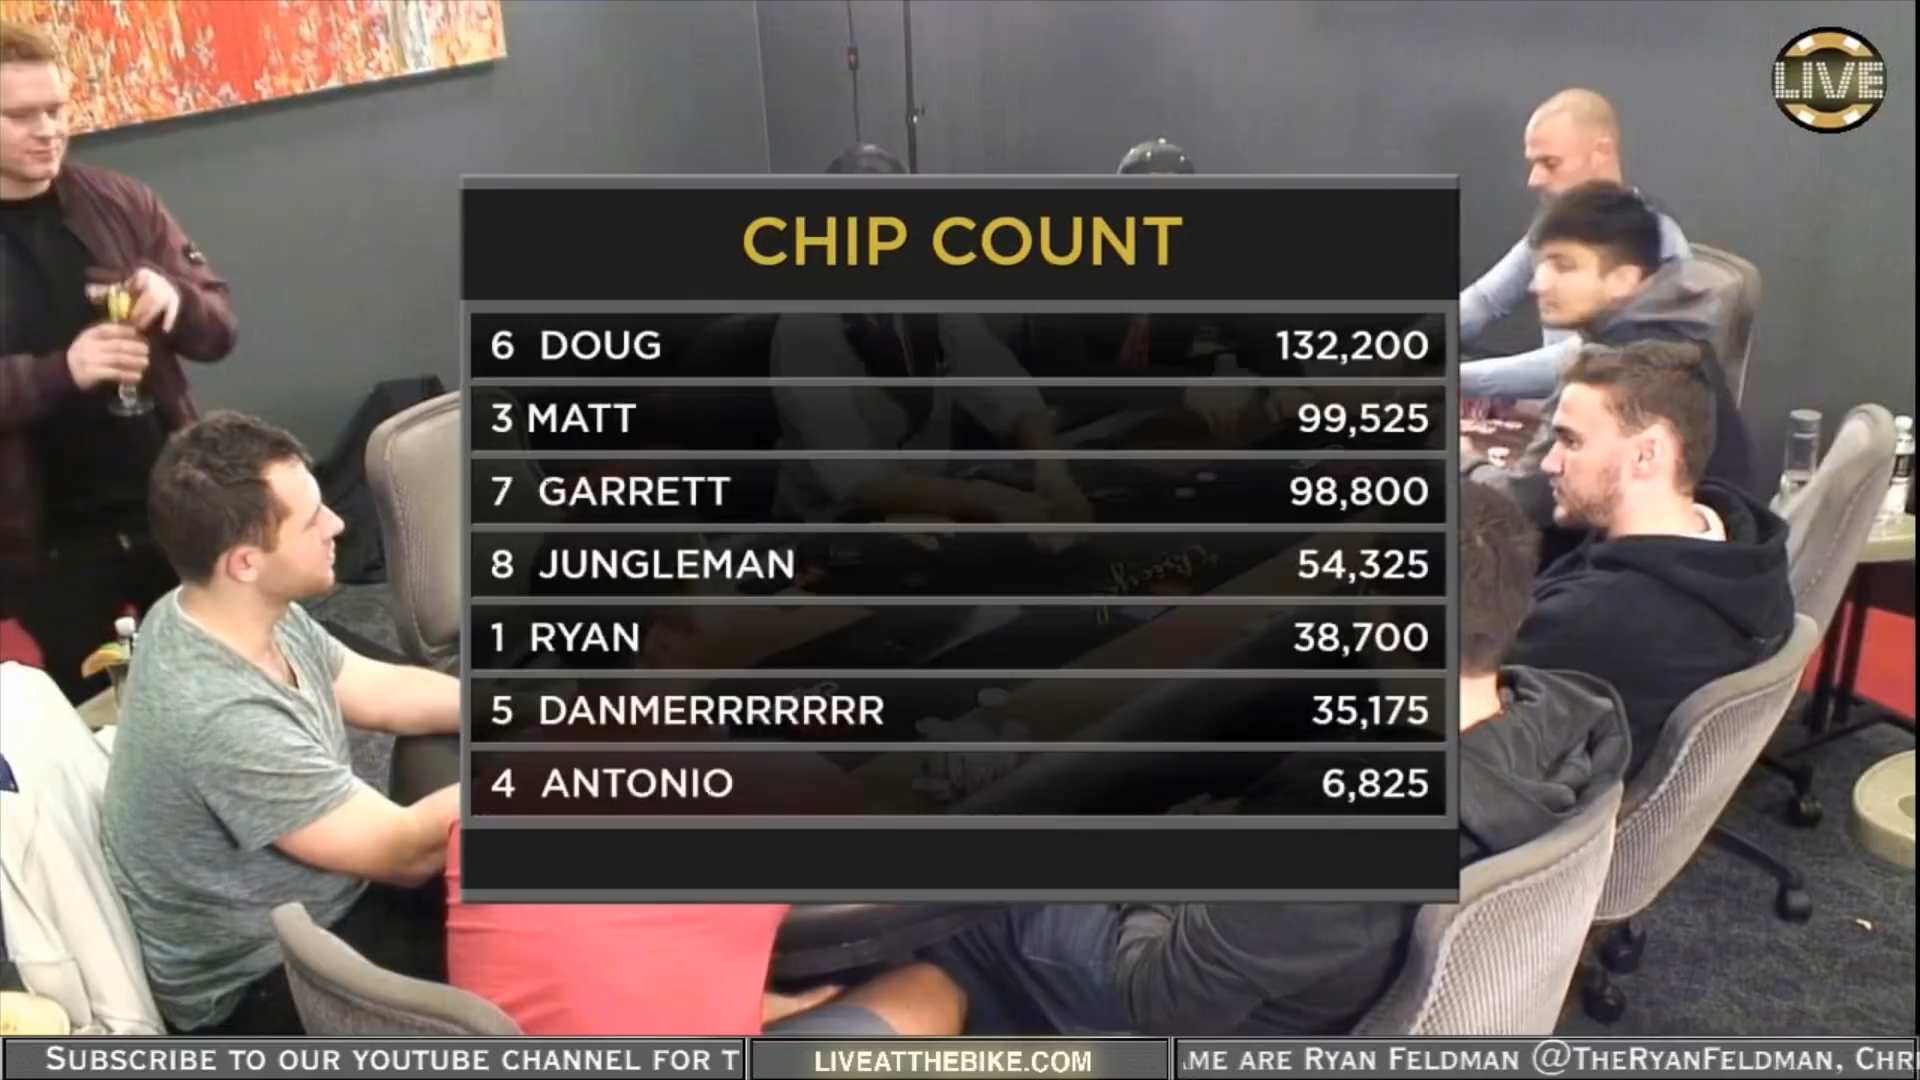 LIVE
CHIP COUNT
6 DOUG 132,200
3 MATT 99,525
7 GARRETT 98,800
8 JUNGLEMAN 54,325
1 RYAN 38,700
5 DANMERRRRRRR 35,175
4 ANTONIO 6,825
SUBSCRIBE TO OUR YOUTUBE CHANNEL FOR T
LIVEATTHEBIKE.COM
ME ARE RYAN FELDMAN @THERYANFELDMAN, CHR